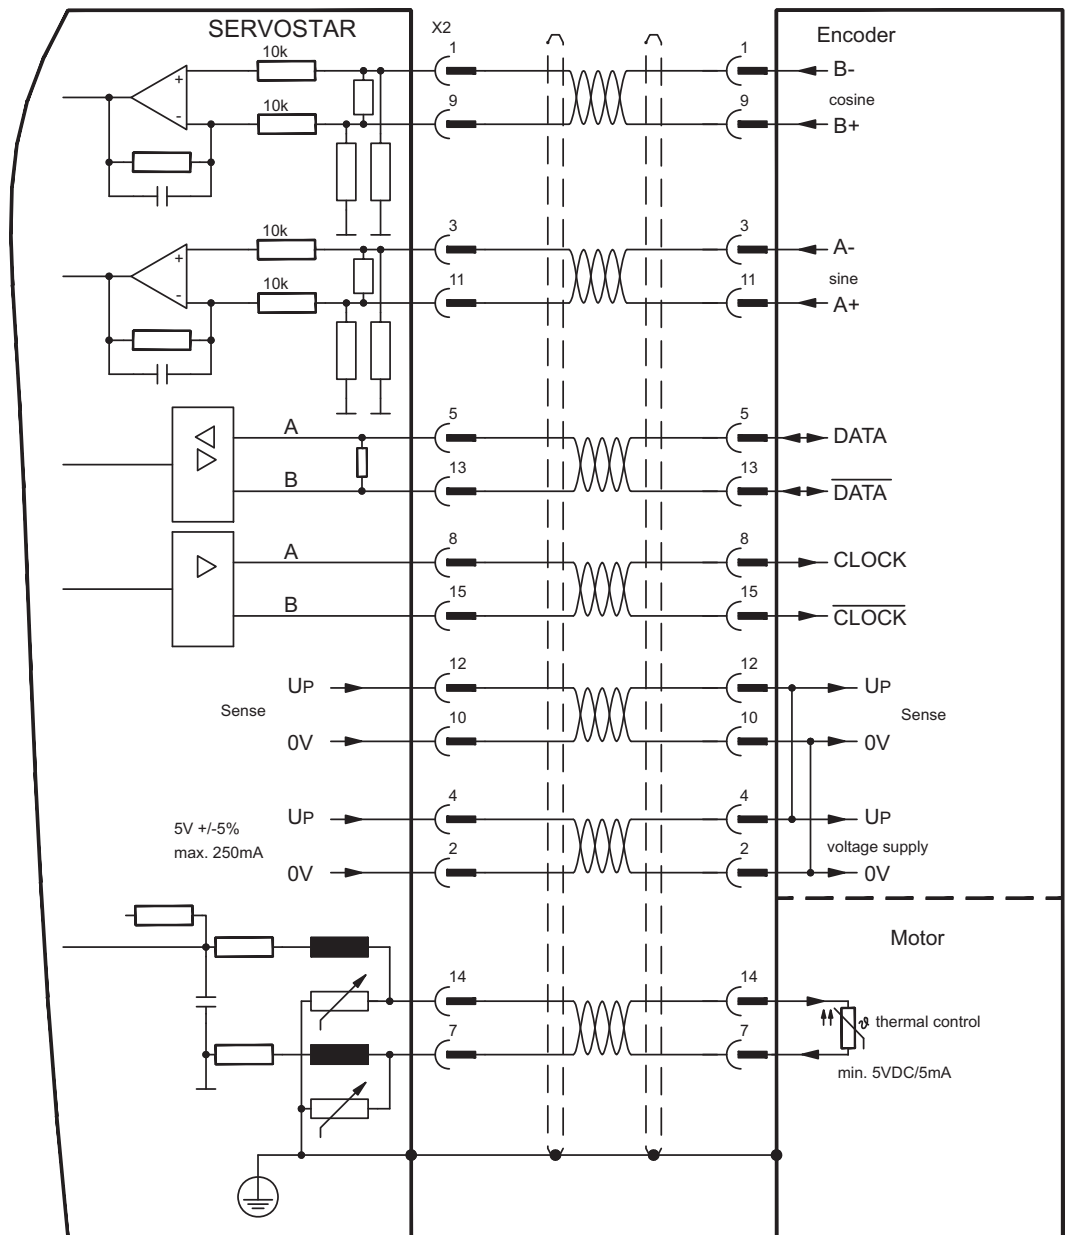 SERVOSTAR X2 Encoder
10k 1 1 B-
+ cosine
- 10k 9 9 B+
10k 3 3 A-
+ sine
- 10k 11 11 A+
A 5 5 DATA
B 13 13 DATA
A 8 8 CLOCK
B 15 15 CLOCK
UP 12 12 UP
Sense Sense
0V 10 10 0V
UP 4 4 UP
5V +/-5%
max. 250mA voltage supply
0V 2 2 0V
Motor
14 14
ϑ thermal control
7 7
min. 5VDC/5mA